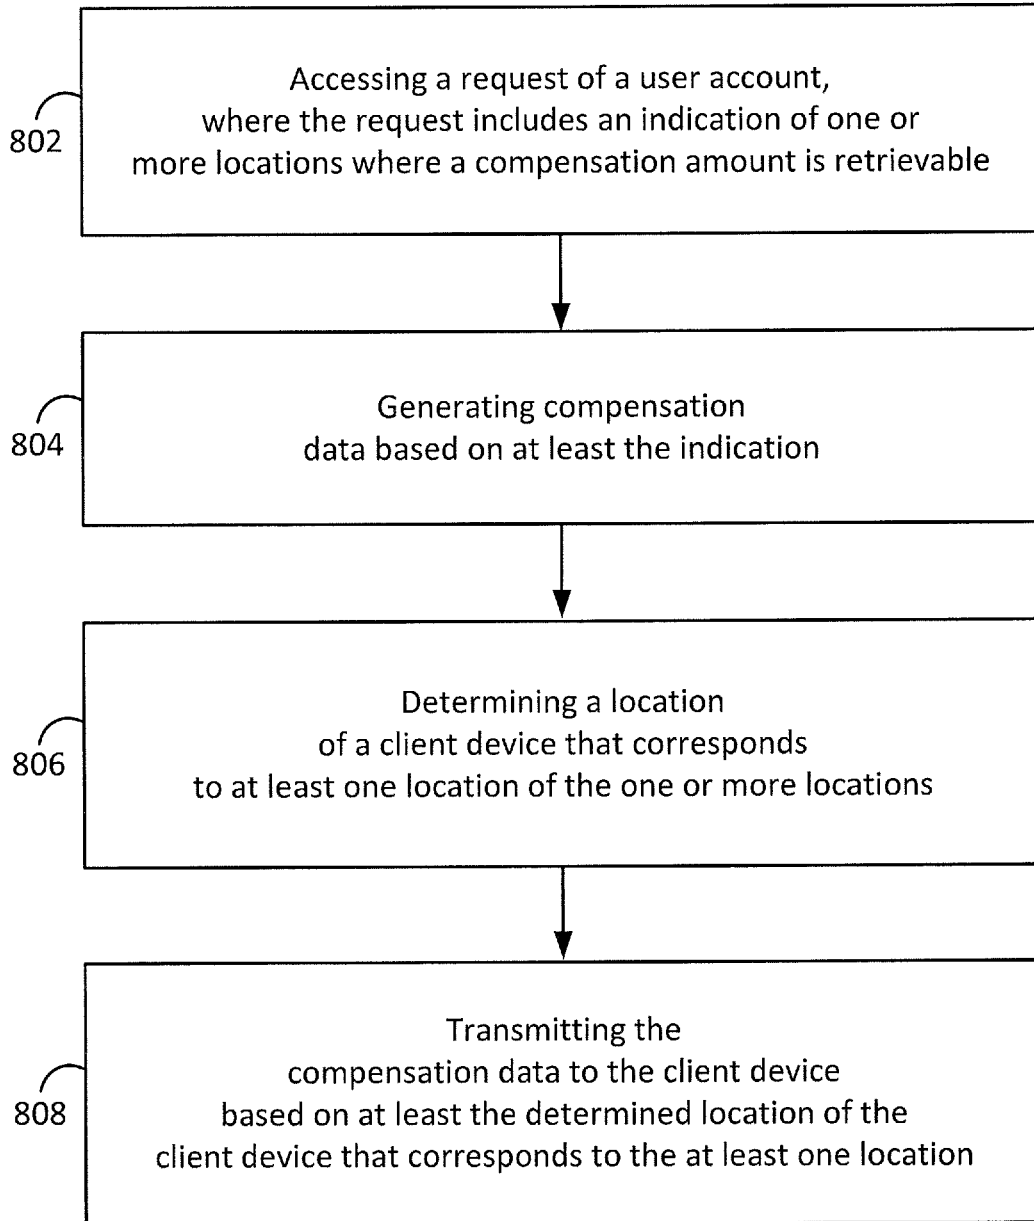 Accessing a request of a user account,
where the request includes an indication of one or
802
more locations where a compensation amount is retrievable
Generating compensation
804
data based on at least the indication
Determining a location
of a client device that corresponds
806
to at least one location of the one or more locations
Transmitting the
compensation data to the client device
808
based on at least the determined location of the
client device that corresponds to the at least one location